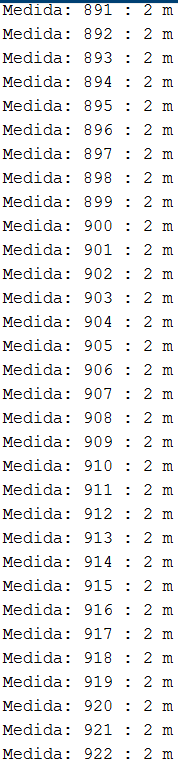 Medida: 891 : 2 m
Medida: 892 : 2 m
Medida: 893 : 2 m
Medida: 894 : 2 m
Medida: 895 : 2 m
Medida: 896 : 2 m
Medida: 897 : 2 m
Medida: 898 : 2 m
Medida: 899 : 2 m
Medida: 900 : 2 m
Medida: 901 : 2 m
Medida: 902 : 2 m
Medida: 903 : 2 m
Medida: 904 : 2 m
Medida: 905 : 2 m
Medida: 906 : 2 m
Medida: 907 : 2 m
Medida: 908 : 2 m
Medida: 909 : 2 m
Medida: 910 : 2 m
Medida: 911 : 2 m
Medida: 912 : 2 m
Medida: 913 : 2 m
Medida: 914 : 2 m
Medida: 915 : 2 m
Medida: 916 : 2 m
Medida: 917 : 2 m
Medida: 918 : 2 m
Medida: 919 : 2 m
Medida: 920 : 2 m
Medida: 921 : 2 m
Medida: 922 : 2 m